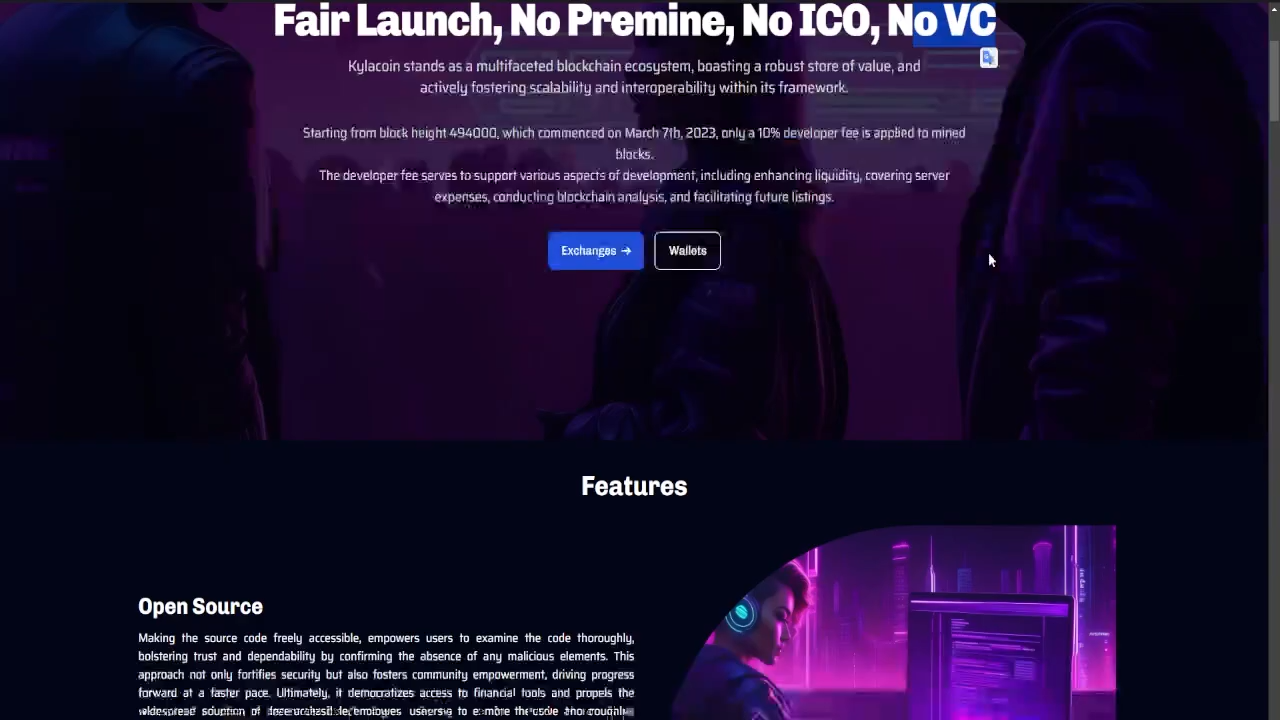 Fair Launch, No Premine, No ICO, No VC
Kylacoin stands as a multifaceted blockchain ecosystem, boasting a robust store of value, and
actively fostering scalability and interoperability within its framework.
Starting from block height 494000, which commenced on March 7th, 2023, only a 10% developer fee is applied to mined
blocks.
The developer fee serves to support various aspects of development, including enhancing liquidity, covering server
expenses, conducting blockchain analysis, and facilitating future listings.
Exchanges →
Wallets
Features
Open Source
Making the source code freely accessible, empowers users to examine the code thoroughly,
bolstering trust and dependability by confirming the absence of any malicious elements. This
approach not only fortifies security but also fosters community empowerment, driving progress
forward at a faster pace. Ultimately, it democratizes access to financial tools and propels the